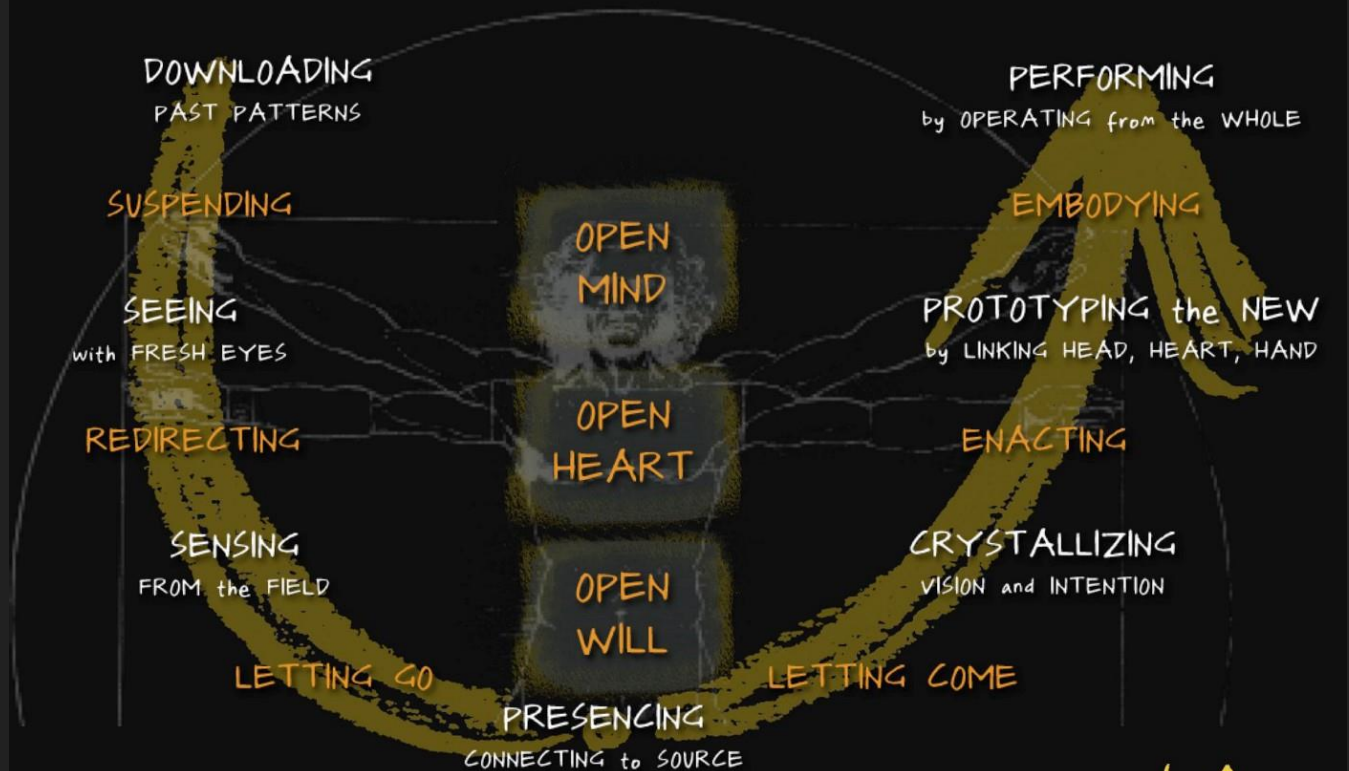 DOWNLOADING
PAST PATTERNS
SUSPENDING
SEEING
with FRESH EYES
REDIRECTING
SENSING
FROM the FIELD
LETTING GO
OPEN
MIND
OPEN
HEART
OPEN
WILL
PRESENCING
CONNECTING to SOURCE
LETTING COME
CRYSTALLIZING
VISION and INTENTION
ENACTING
PROTOTYPING the NEW
by LINKING HEAD, HEART, HAND
EMBODYING
PERFORMING
by OPERATING from the WHOLE